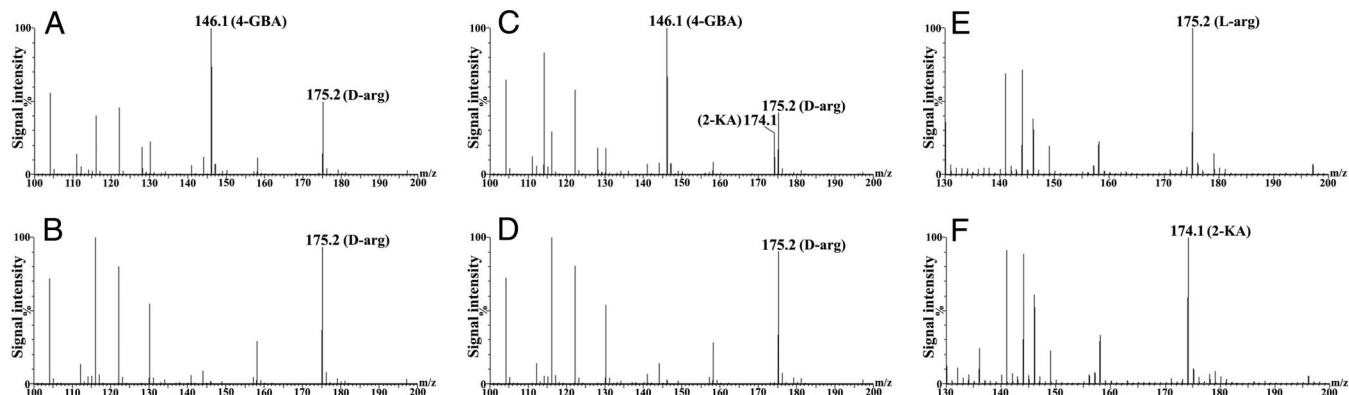 A
146.1 (4-GBA)
175.2 (D-arg)
Signal intensity
%
100
0
100 110 120 130 140 150 160 170 180 190 200
m/z
C
146.1 (4-GBA)
175.2 (D-arg)
(2-KA) 174.1
Signal intensity
%
100
0
100 110 120 130 140 150 160 170 180 190 200
m/z
E
175.2 (L-arg)
Signal intensity
%
100
0
130 140 150 160 170 180 190 200
m/z
B
175.2 (D-arg)
Signal intensity
%
100
0
100 110 120 130 140 150 160 170 180 190 200
m/z
D
175.2 (D-arg)
Signal intensity
%
100
0
100 110 120 130 140 150 160 170 180 190 200
m/z
F
174.1 (2-KA)
Signal intensity
%
100
0
130 140 150 160 170 180 190 200
m/z